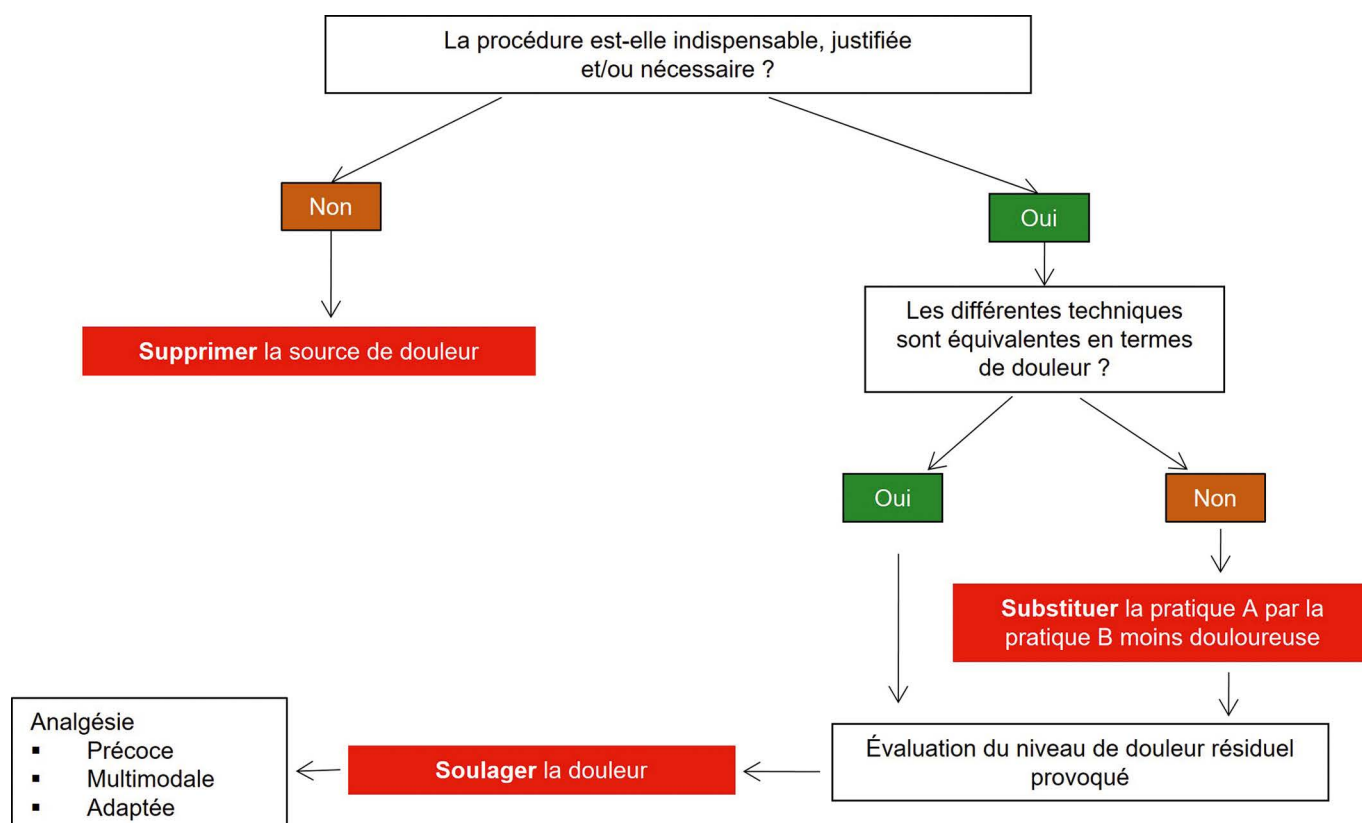 La procédure est-elle indispensable, justifiée
et/ou nécessaire ?
Non
Oui
Supprimer la source de douleur
Les différentes techniques
sont équivalentes en termes
de douleur ?
Oui
Non
Substituer la pratique A par la
pratique B moins douloureuse
Évaluation du niveau de douleur résiduel
provoqué
Soulager la douleur
Analgésie
▪ Précoce
▪ Multimodale
▪ Adaptée